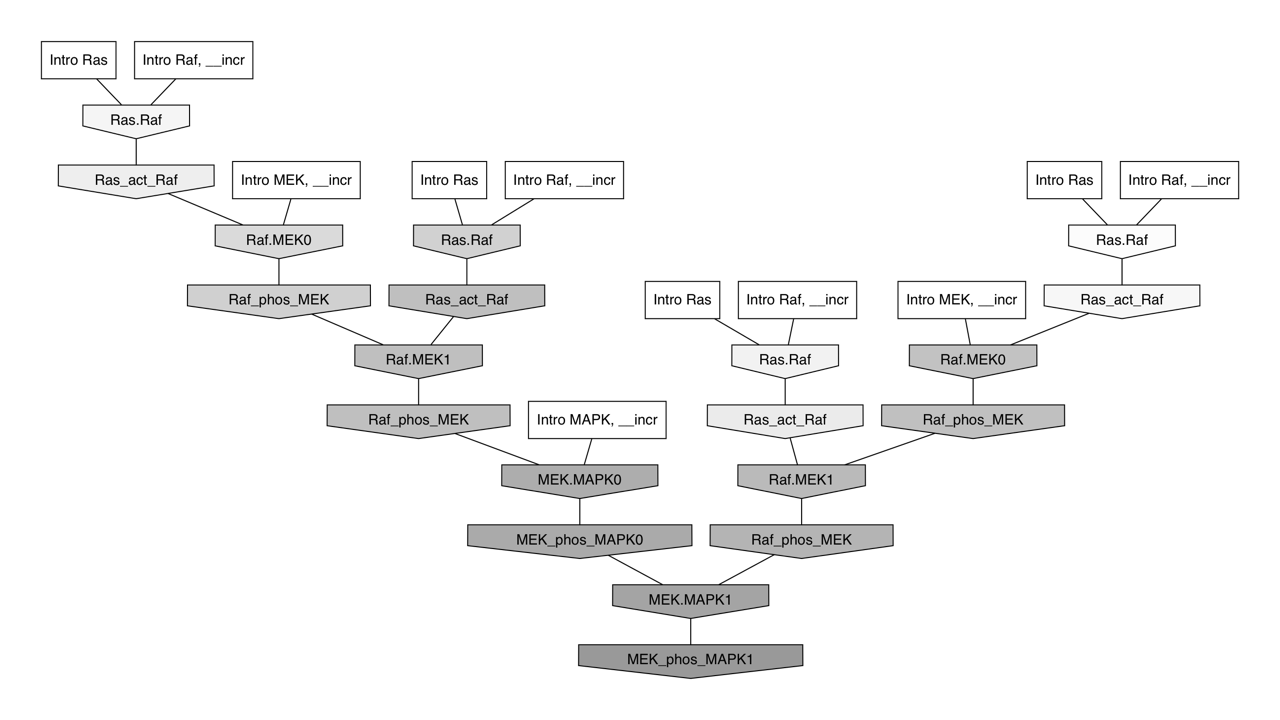 Intro Ras
Intro Raf, __incr
Ras.Raf
Ras_act_Raf
Intro MEK, __incr
Intro Ras
Intro Raf, __incr
Intro Ras
Intro Raf, __incr
Raf.MEK0
Ras.Raf
Ras.Raf
Raf_phos_MEK
Ras_act_Raf
Intro Ras
Intro Raf, __incr
Intro MEK, __incr
Ras_act_Raf
Raf.MEK1
Ras.Raf
Raf.MEK0
Raf_phos_MEK
Intro MAPK, __incr
Ras_act_Raf
Raf_phos_MEK
MEK.MAPK0
Raf.MEK1
MEK_phos_MAPK0
Raf_phos_MEK
MEK.MAPK1
MEK_phos_MAPK1